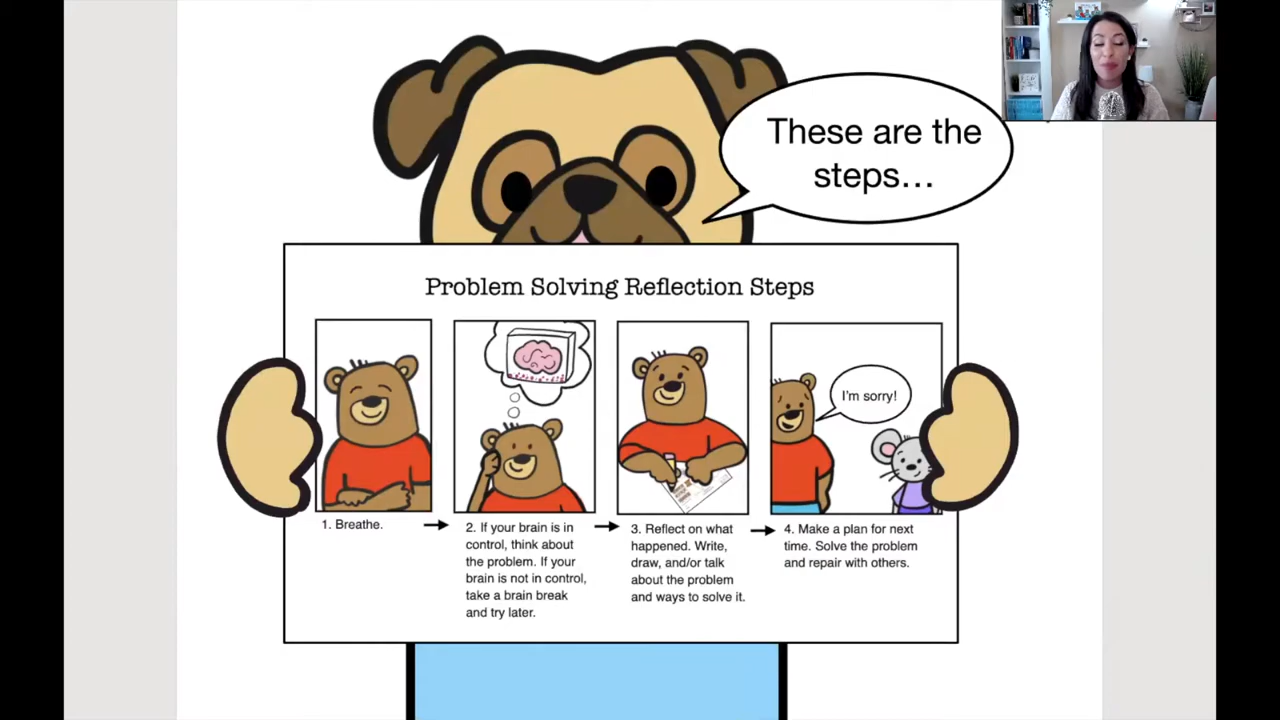 These are the
steps...
Problem Solving Reflection Steps
I'm sorry!
1. Breathe.
2. If your brain is in
control, think about
the problem. If your
brain is not in control,
take a brain break
and try later.
3. Reflect on what
happened. Write,
draw, and/or talk
about the problem
and ways to solve it.
4. Make a plan for next
time. Solve the problem
and repair with others.